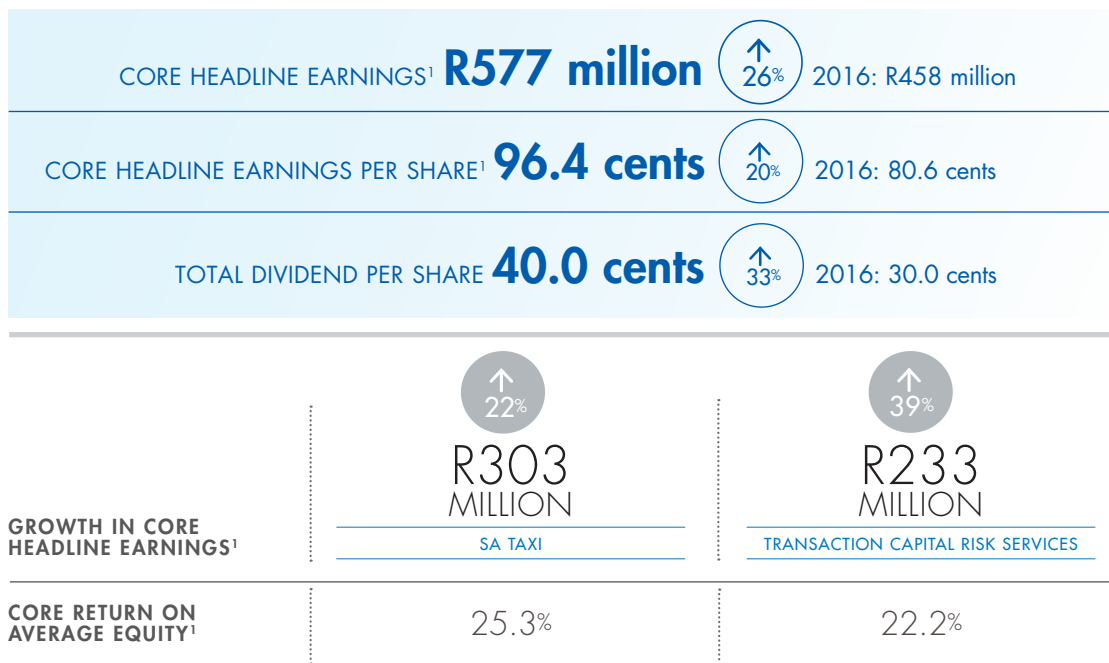 CORE HEADLINE EARNINGS¹ R577 million ↑ 26% 2016: R458 million
CORE HEADLINE EARNINGS PER SHARE¹ 96.4 cents ↑ 20% 2016: 80.6 cents
TOTAL DIVIDEND PER SHARE 40.0 cents ↑ 33% 2016: 30.0 cents
↑ 22% ↑ 39%
R303 R233
MILLION MILLION
GROWTH IN CORE
HEADLINE EARNINGS¹ SA TAXI TRANSACTION CAPITAL RISK SERVICES
CORE RETURN ON
AVERAGE EQUITY¹ 25.3% 22.2%